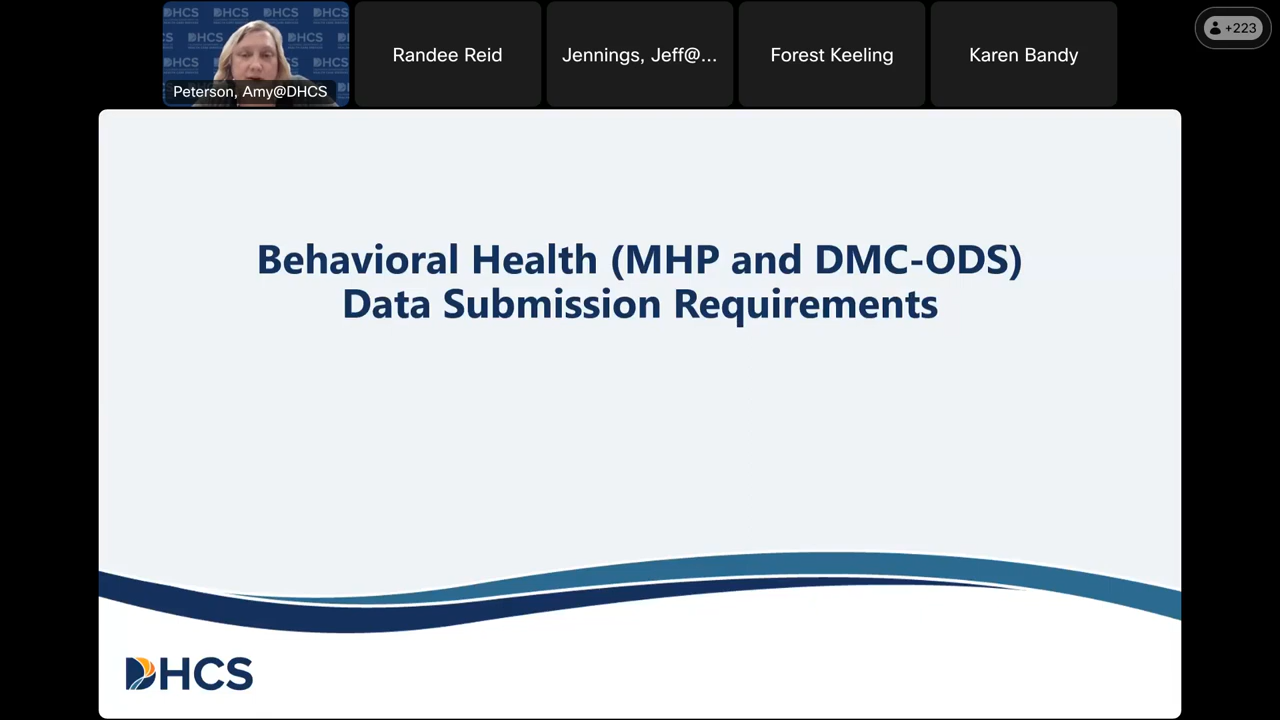 DHCS
Peterson, Amy@DHCS
Randee Reid
Jennings, Jeff@...
Forest Keeling
Karen Bandy
+223
Behavioral Health (MHP and DMC-ODS)
Data Submission Requirements
DHCS